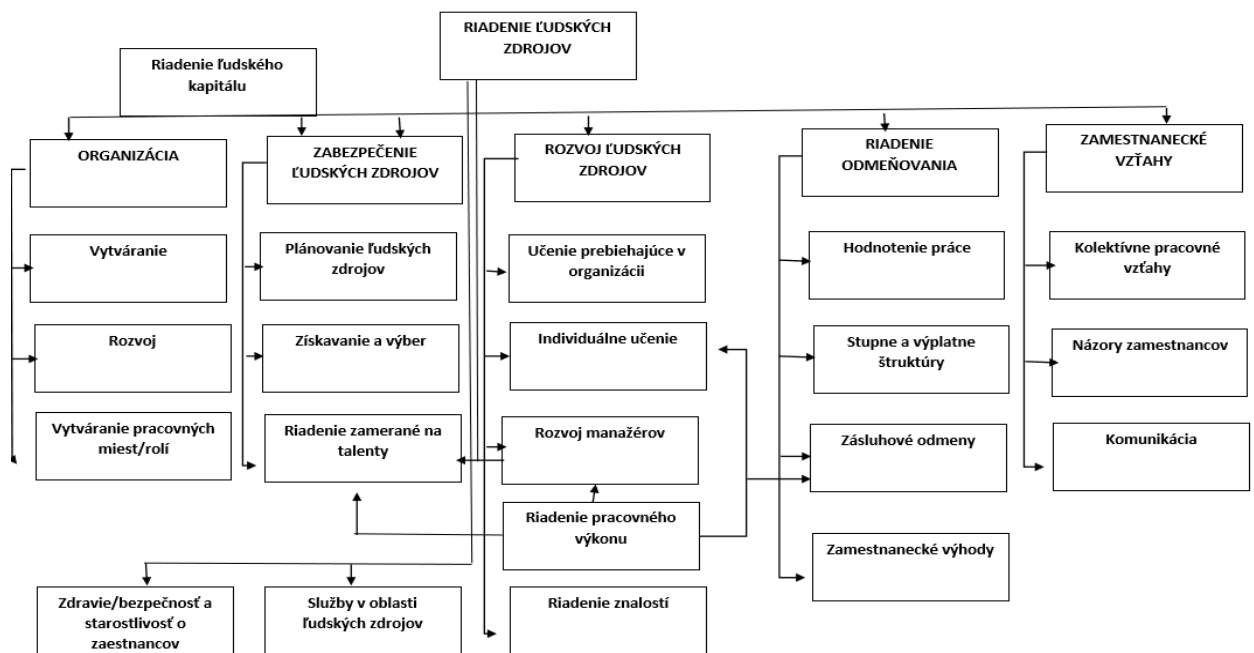 RIADENIE ĽUDSKÝCH
ZDROJOV
Riadenie ľudského
kapitálu
ORGANIZÁCIA
ZABEZPEČENIE
ĽUDSKÝCH ZDROJOV
ROZVOJ ĽUDSKÝCH
ZDROJOV
RIADENIE
ODMEŇOVANIA
ZAMESTNANECKÉ
VZŤAHY
Vytváranie
Plánovanie ľudských
zdrojov
Učenie prebiehajúce v
organizácii
Hodnotenie práce
Kolektívne pracovné
vzťahy
Rozvoj
Získavanie a výber
Individuálne učenie
Stupne a výplatne
štruktúry
Názory zamestnancov
Vytváranie pracovných
miest/rolí
Riadenie zamerané na
talenty
Rozvoj manažérov
Zásluhové odmeny
Komunikácia
Riadenie pracovného
výkonu
Zamestnanecké výhody
Zdravie/bezpečnosť a
starostlivosť o
zaestnancov
Služby v oblasti
ľudských zdrojov
Riadenie znalostí